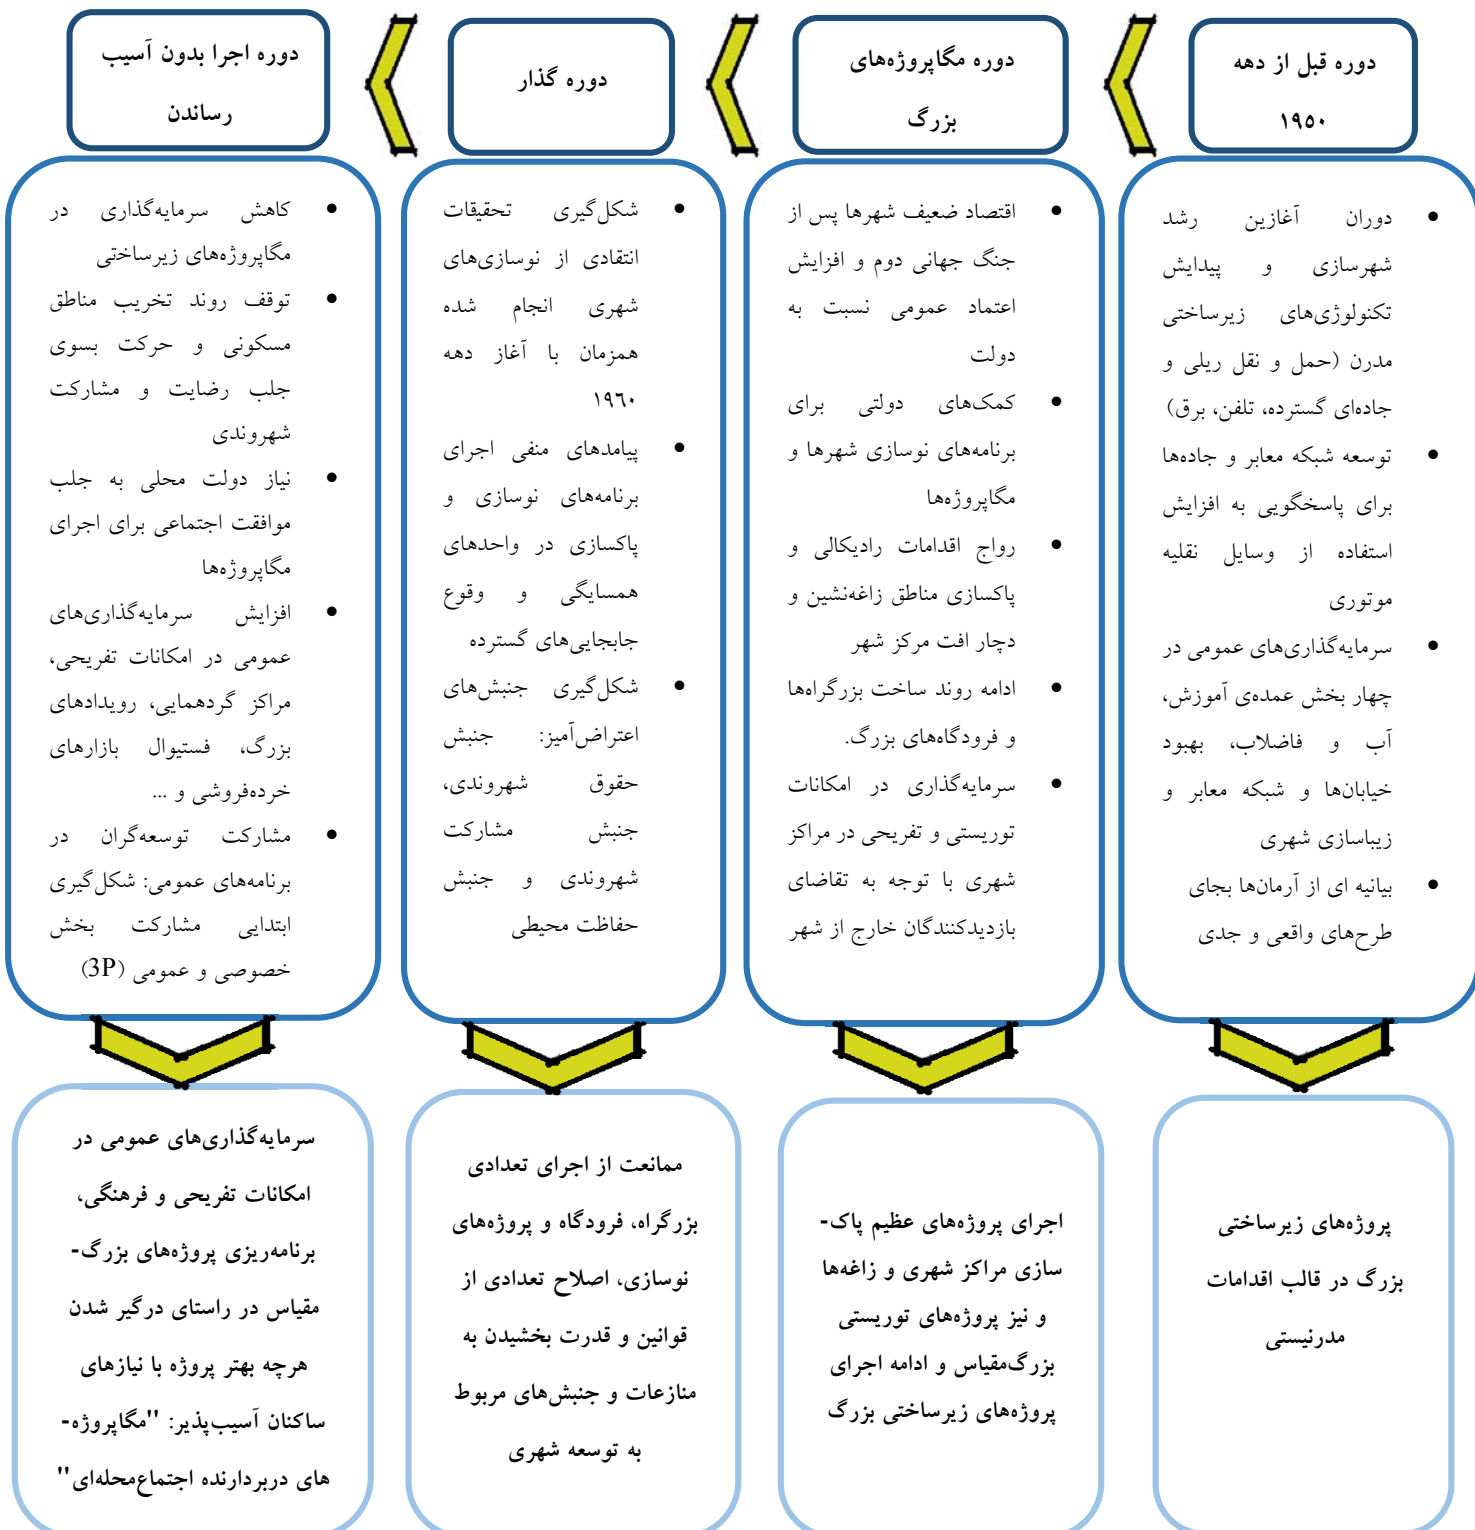 دوره قبل از دهه
۱۹۵۰
دوران آغازین رشد
شهرسازی و پیدایش
تکنولوژی‌های زیرساختی
مدرن (حمل و نقل ریلی و
جاده‌ای گسترده، تلفن، برق)
توسعه شبکه معابر و جاده‌ها
برای پاسخگویی به افزایش
استفاده از وسایل نقلیه
موتوری
سرمایه‌گذاری‌های عمومی در
چهار بخش عمده‌ی آموزش،
آب و فاضلاب، بهبود
خیابان‌ها و شبکه معابر و
زیباسازی شهری
بیانیه ای از آرمان‌ها بجای
طرح‌های واقعی و جدی
پروژه‌های زیرساختی
بزرگ در قالب اقدامات
مدرنیستی
دوره مگاپروژه‌های
بزرگ
اقتصاد ضعیف شهرها پس از
جنگ جهانی دوم و افزایش
اعتماد عمومی نسبت به
دولت
کمک‌های دولتی برای
برنامه‌های نوسازی شهرها و
مگاپروژه‌ها
رواج اقدامات رادیکالی و
پاکسازی مناطق زاغه‌نشین و
دچار افت مرکز شهر
ادامه روند ساخت بزرگراه‌ها
و فرودگاه‌های بزرگ.
سرمایه‌گذاری در امکانات
توریستی و تفریحی در مراکز
شهری با توجه به تقاضای
بازدیدکنندگان خارج از شهر
اجرای پروژه‌های عظیم پاک-
سازی مراکز شهری و زاغه‌ها
و نیز پروژه‌های توریستی
بزرگ‌مقیاس و ادامه اجرای
پروژه‌های زیرساختی بزرگ
دوره گذار
شکل‌گیری تحقیقات
انتقادی از نوسازی‌های
شهری انجام شده
همزمان با آغاز دهه
۱۹۶۰
پیامدهای منفی اجرای
برنامه‌های نوسازی و
پاکسازی در واحدهای
همسایگی و وقوع
جابجایی‌های گسترده
شکل‌گیری جنبش‌های
اعتراض‌آمیز: جنبش
حقوق شهروندی،
جنبش مشارکت
شهروندی و جنبش
حفاظت محیطی
ممانعت از اجرای تعدادی
بزرگراه، فرودگاه و پروژه‌های
نوسازی، اصلاح تعدادی از
قوانین و قدرت بخشیدن به
منازعات و جنبش‌های مربوط
به توسعه شهری
دوره اجرا بدون آسیب
رساندن
کاهش سرمایه‌گذاری در
مگاپروژه‌های زیرساختی
توقف روند تخریب مناطق
مسکونی و حرکت بسوی
جلب رضایت و مشارکت
شهروندی
نیاز دولت محلی به جلب
موافقت اجتماعی برای اجرای
مگاپروژه‌ها
افزایش سرمایه‌گذاری‌های
عمومی در امکانات تفریحی،
مراکز گردهمایی، رویدادهای
بزرگ، فستیوال بازارهای
خرده‌فروشی و ...
مشارکت توسعه‌گران در
برنامه‌های عمومی: شکل‌گیری
ابتدایی مشارکت بخش
خصوصی و عمومی (3P)
سرمایه‌گذاری‌های عمومی در
امکانات تفریحی و فرهنگی،
برنامه‌ریزی پروژه‌های بزرگ-
مقیاس در راستای درگیر شدن
هرچه بهتر پروژه با نیازهای
ساکنان آسیب‌پذیر: "مگاپروژه-
های دربردارنده اجتماع‌محله‌ای"